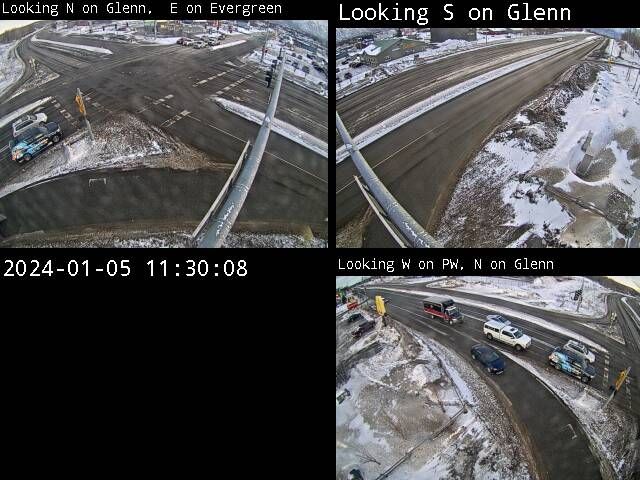 Looking N on Glenn, E on Evergreen
Looking S on Glenn
2024-01-05 11:30:08
Looking W on PW, N on Glenn